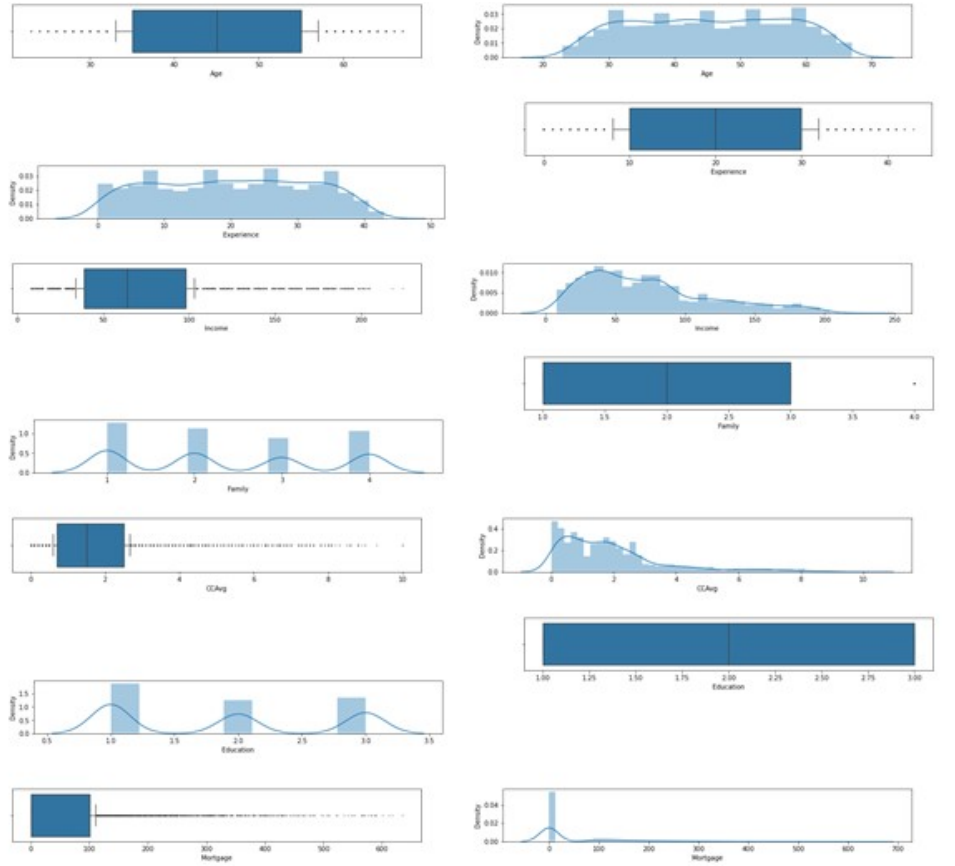 30 40 50 60
Age
Density
0.03
0.02
0.01
0.00
20 30 40 50 60 70
Age
0 10 20 30 40
Experience
Density
0.03
0.02
0.01
0.00
0 10 20 30 40 50
Experience
0 50 100 150 200
Income
Density
0.010
0.005
0.000
0 50 100 150 200 250
Income
1.0 1.5 2.0 2.5 3.0 3.5 4.0
Family
Density
1.0
0.5
0.0
1 2 3 4
Family
0 2 4 6 8 10
CCAvg
Density
0.4
0.2
0.0
0 2 4 6 8 10
CCAvg
1.00 1.25 1.50 1.75 2.00 2.25 2.50 2.75 3.00
Education
Density
1.5
1.0
0.5
0.0
0.5 1.0 1.5 2.0 2.5 3.0 3.5
Education
0 100 200 300 400 500 600
Mortgage
Density
0.04
0.02
0.00
0 100 200 300 400 500 600 700
Mortgage